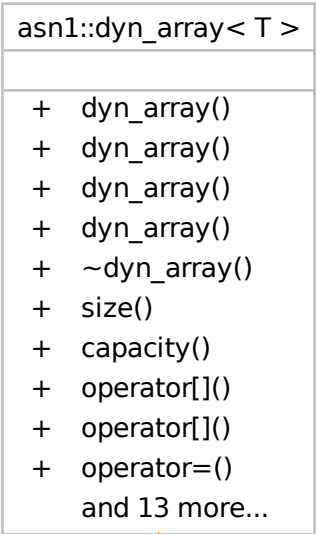 asn1::dyn_array< T >
+ dyn_array()
+ dyn_array()
+ dyn_array()
+ dyn_array()
+ ~dyn_array()
+ size()
+ capacity()
+ operator[]()
+ operator[]()
+ operator=()
and 13 more...